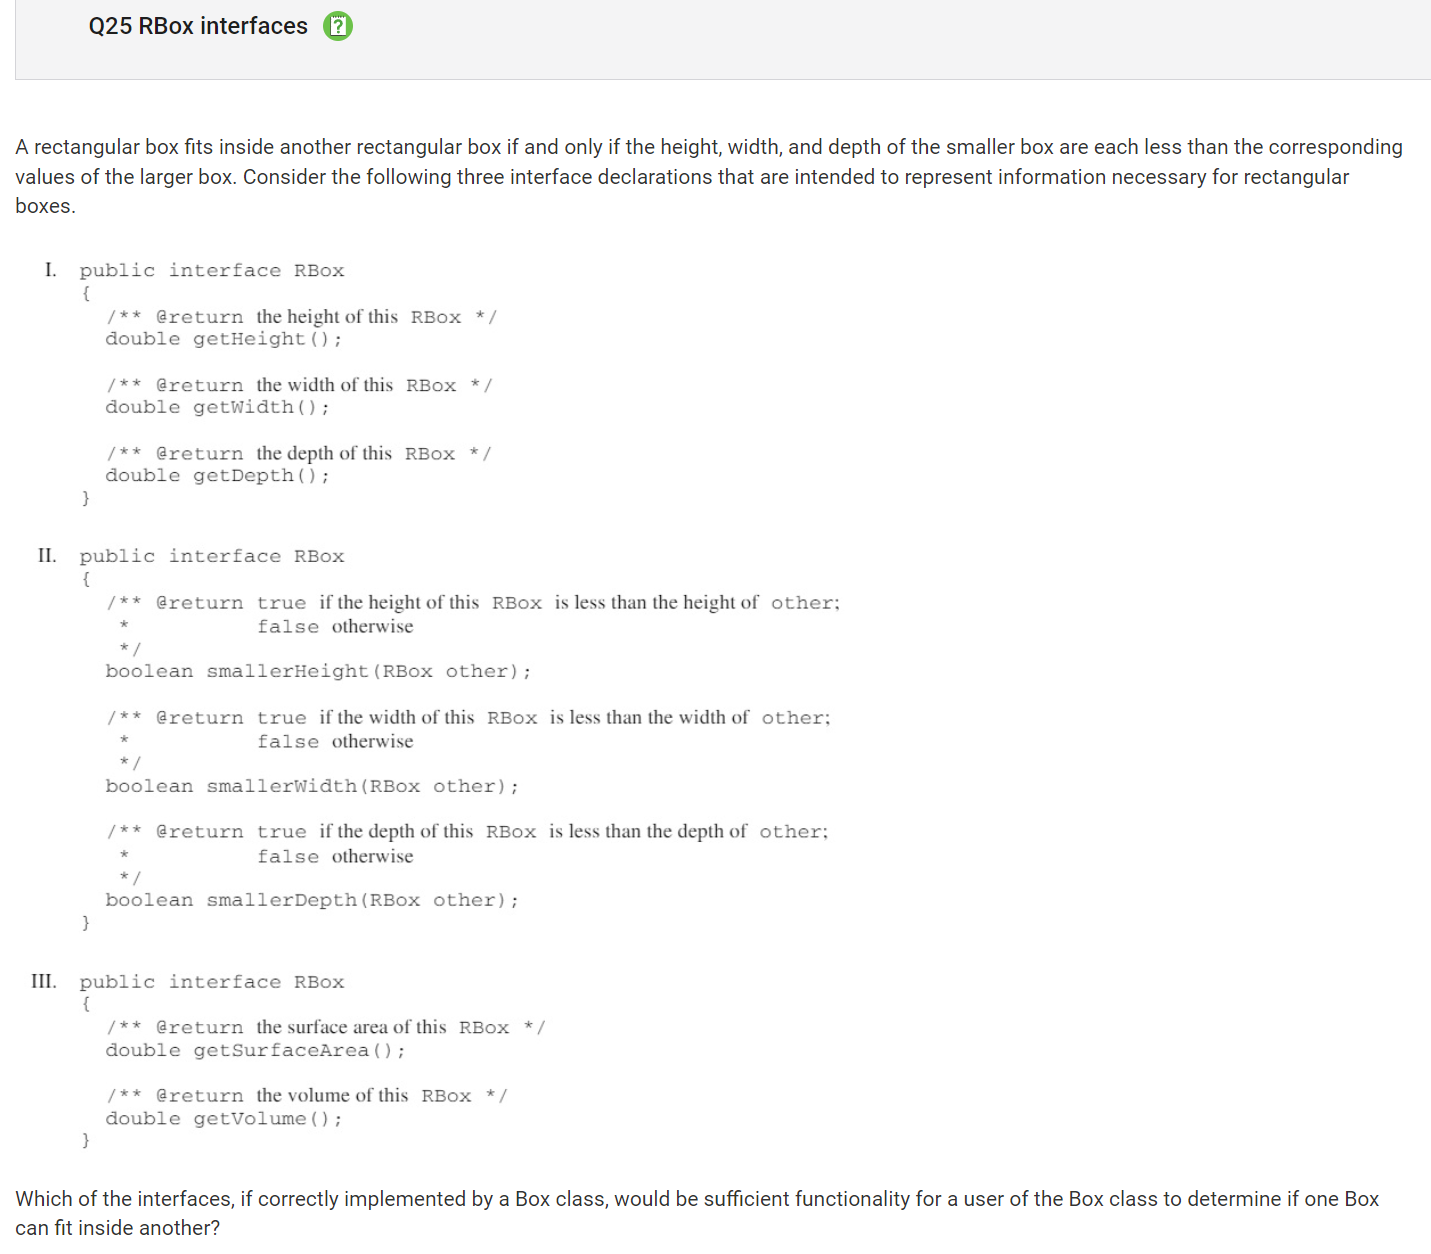 Q25 RBox interfaces ?
A rectangular box fits inside another rectangular box if and only if the height, width, and depth of the smaller box are each less than the corresponding
values of the larger box. Consider the following three interface declarations that are intended to represent information necessary for rectangular
boxes.
I. public interface RBox
{
/** @return the height of this RBox */
double getHeight();
/** @return the width of this RBox */
double getWidth();
/** @return the depth of this RBox */
double getDepth();
}
II. public interface RBox
{
/** @return true if the height of this RBox is less than the height of other;
* false otherwise
*/
boolean smallerHeight(RBox other);
/** @return true if the width of this RBox is less than the width of other;
* false otherwise
*/
boolean smallerWidth(RBox other);
/** @return true if the depth of this RBox is less than the depth of other;
* false otherwise
*/
boolean smallerDepth(RBox other);
}
III. public interface RBox
{
/** @return the surface area of this RBox */
double getSurfaceArea();
/** @return the volume of this RBox */
double getVolume();
}
Which of the interfaces, if correctly implemented by a Box class, would be sufficient functionality for a user of the Box class to determine if one Box
can fit inside another?